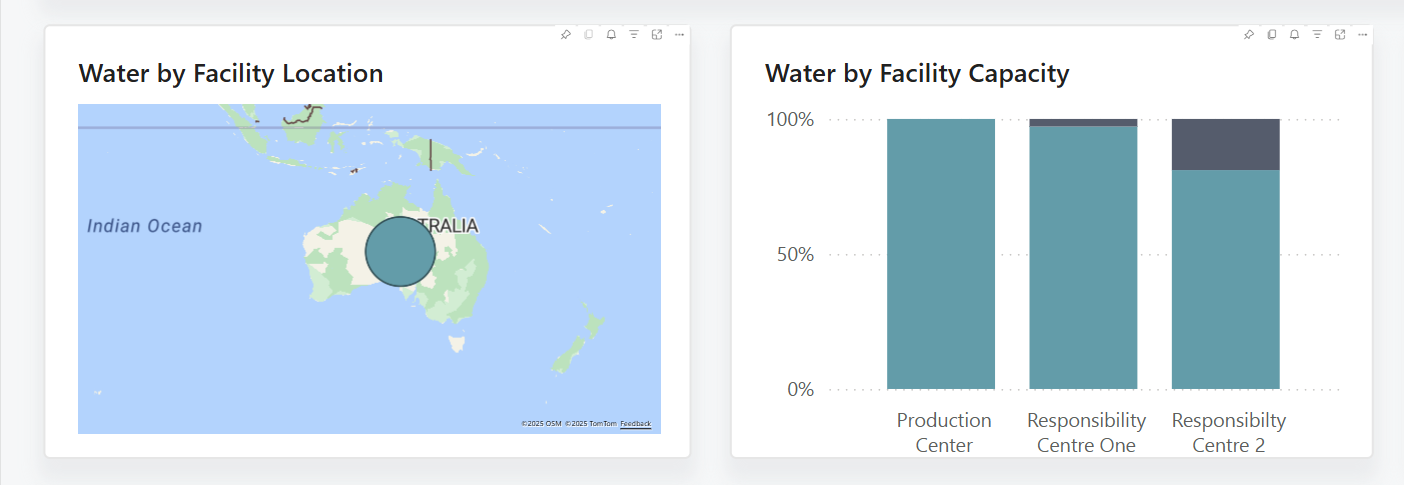 Water by Facility Location
Indian Ocean
TRALIA
©2025 OSM ©2025 TomTom Feedback
Water by Facility Capacity
100%
50%
0%
Production
Center
Responsibility
Centre One
Responsibilty
Centre 2